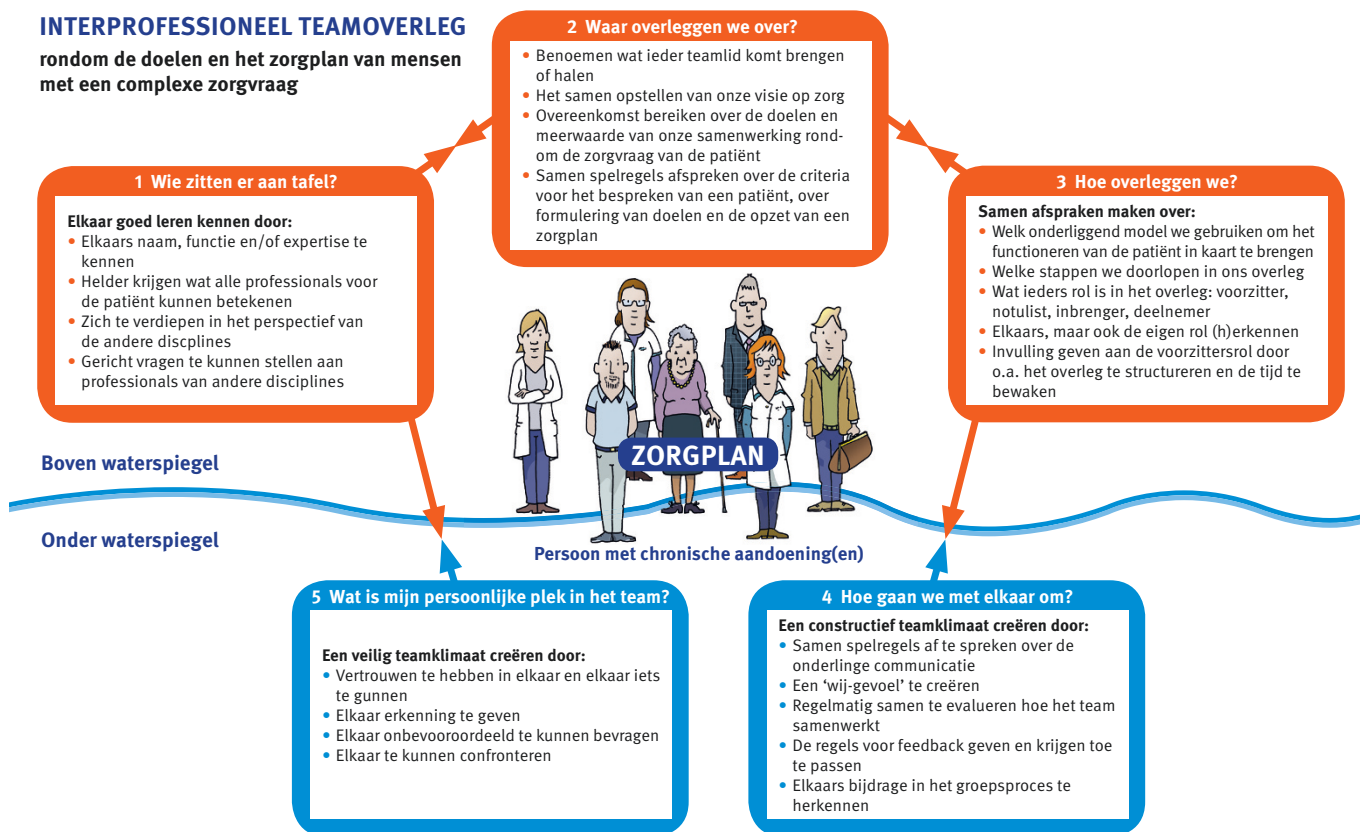 INTERPROFESSIONEEL TEAMOVERLEG
rondom de doelen en het zorgplan van mensen
met een complexe zorgvraag
1 Wie zitten er aan tafel?
Elkaar goed leren kennen door:
• Elkaars naam, functie en/of expertise te
kennen
• Helder krijgen wat alle professionals voor
de patiënt kunnen betekenen
• Zich te verdiepen in het perspectief van
de andere discplines
• Gericht vragen te kunnen stellen aan
professionals van andere disciplines
2 Waar overleggen we over?
• Benoemen wat ieder teamlid komt brengen
of halen
• Het samen opstellen van onze visie op zorg
• Overeenkomst bereiken over de doelen en
meerwaarde van onze samenwerking rond-
om de zorgvraag van de patiënt
• Samen spelregels afspreken over de criteria
voor het bespreken van een patiënt, over
formulering van doelen en de opzet van een
zorgplan
3 Hoe overleggen we?
Samen afspraken maken over:
• Welk onderliggend model we gebruiken om het
functioneren van de patiënt in kaart te brengen
• Welke stappen we doorlopen in ons overleg
• Wat ieders rol is in het overleg: voorzitter,
notulist, inbrenger, deelnemer
• Elkaars, maar ook de eigen rol (h)erkennen
• Invulling geven aan de voorzittersrol door
o.a. het overleg te structureren en de tijd te
bewaken
ZORGPLAN
Boven waterspiegel
Onder waterspiegel
Persoon met chronische aandoening(en)
5 Wat is mijn persoonlijke plek in het team?
Een veilig teamklimaat creëren door:
• Vertrouwen te hebben in elkaar en elkaar iets
te gunnen
• Elkaar erkenning te geven
• Elkaar onbevooroordeeld te kunnen bevragen
• Elkaar te kunnen confronteren
4 Hoe gaan we met elkaar om?
Een constructief teamklimaat creëren door:
• Samen spelregels af te spreken over de
onderlinge communicatie
• Een ‘wij-gevoel’ te creëren
• Regelmatig samen te evalueren hoe het team
samenwerkt
• De regels voor feedback geven en krijgen toe
te passen
• Elkaars bijdrage in het groepsproces te
herkennen